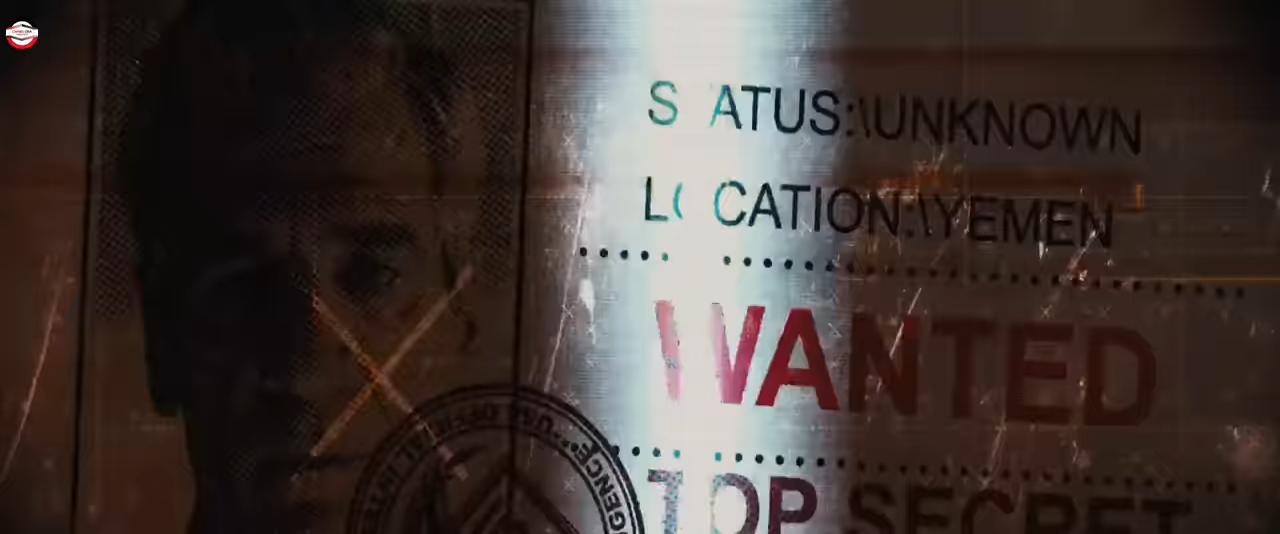 STATUS:\UNKNOWN
LOCATION:\YEMEN
WANTED
TOP SECRET